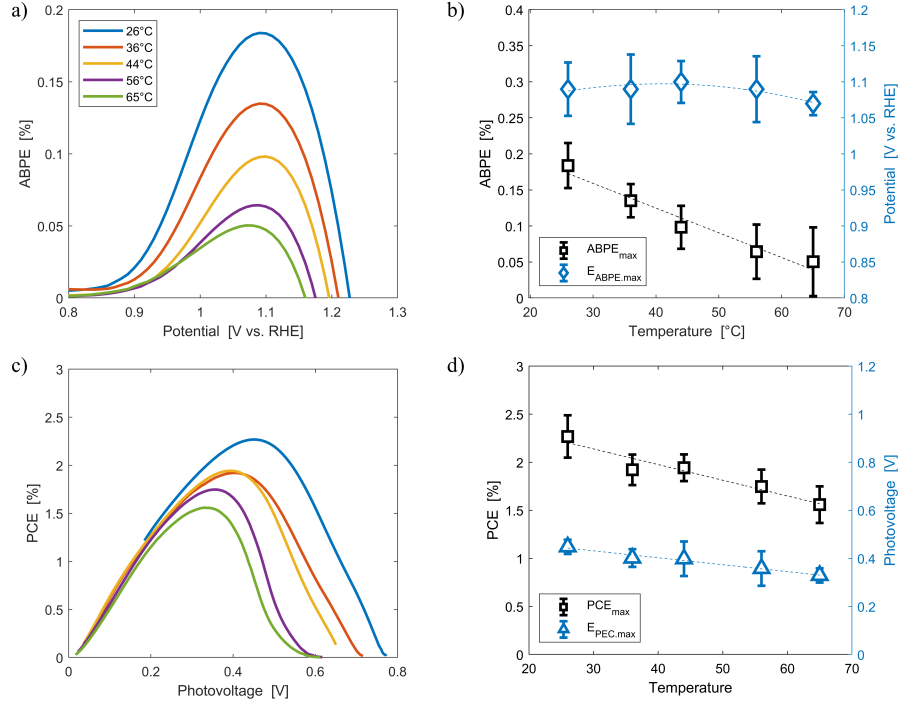 a)
ABPE [%]
0.2
0.15
0.1
0.05
0
26°C
36°C
44°C
56°C
65°C
0.8
0.9
1
1.1
1.2
1.3
Potential [V vs. RHE]
b)
ABPE [%]
0.4
0.35
0.3
0.25
0.2
0.15
0.1
0.05
0
ABPEmax
EABPE.max
1.2
1.15
1.1
1.05
1
0.95
0.9
0.85
0.8
Potential [V vs. RHE]
20
30
40
50
60
70
Temperature [°C]
c)
PCE [%]
3
2.5
2
1.5
1
0.5
0
0
0.2
0.4
0.6
0.8
Photovoltage [V]
d)
PCE [%]
3
2.5
2
1.5
1
0.5
0
PCEmax
EPEC.max
1.2
1
0.8
0.6
0.4
0.2
0
Photovoltage [V]
20
30
40
50
60
70
Temperature